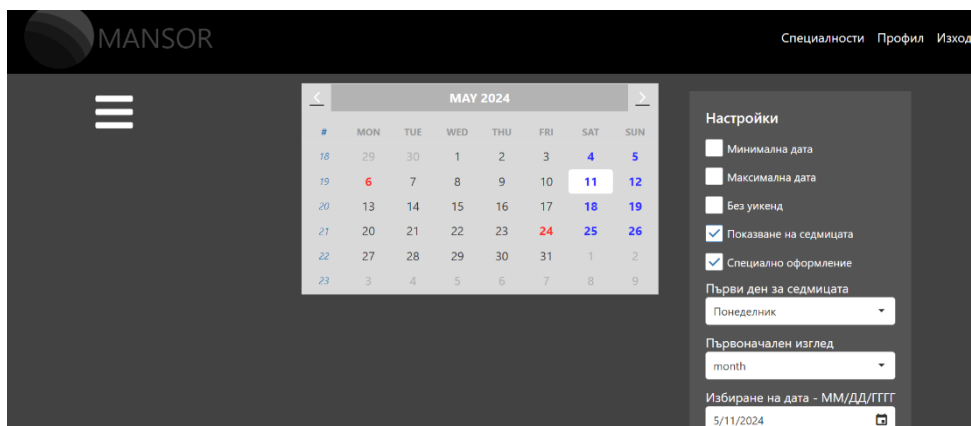 MANSOR
Специалности Профил Изход
MAY 2024
# MON TUE WED THU FRI SAT SUN
18 29 30 1 2 3 4 5
19 6 7 8 9 10 11 12
20 13 14 15 16 17 18 19
21 20 21 22 23 24 25 26
22 27 28 29 30 31 1 2
23 3 4 5 6 7 8 9
Настройки
Минимална дата
Максимална дата
Без уикенд
Показване на седмицата
Специално оформление
Първи ден за седмицата
Понеделник
Първоначален изглед
month
Избиране на дата - ММ/ДД/ГГГГ
5/11/2024